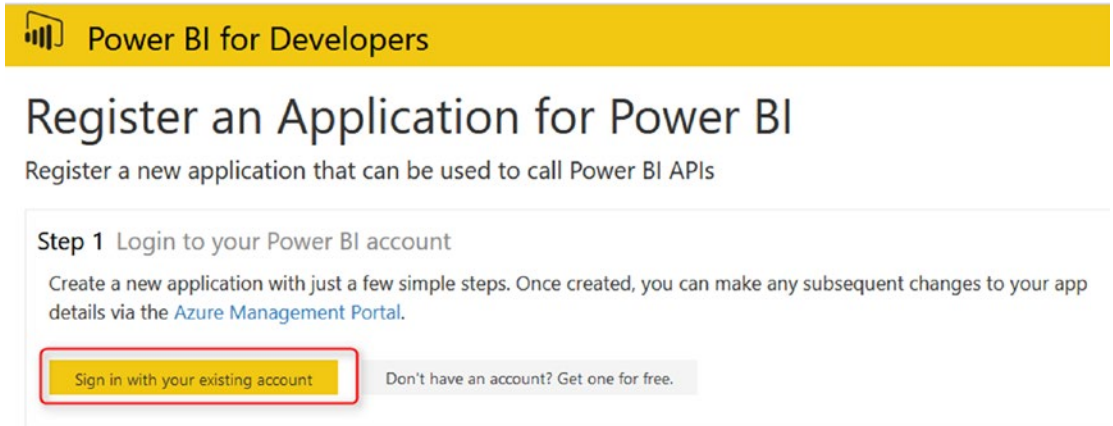 Power BI for Developers
Register an Application for Power BI
Register a new application that can be used to call Power BI APIs
Step 1 Login to your Power BI account
Create a new application with just a few simple steps. Once created, you can make any subsequent changes to your app
details via the Azure Management Portal.
Sign in with your existing account Don't have an account? Get one for free.